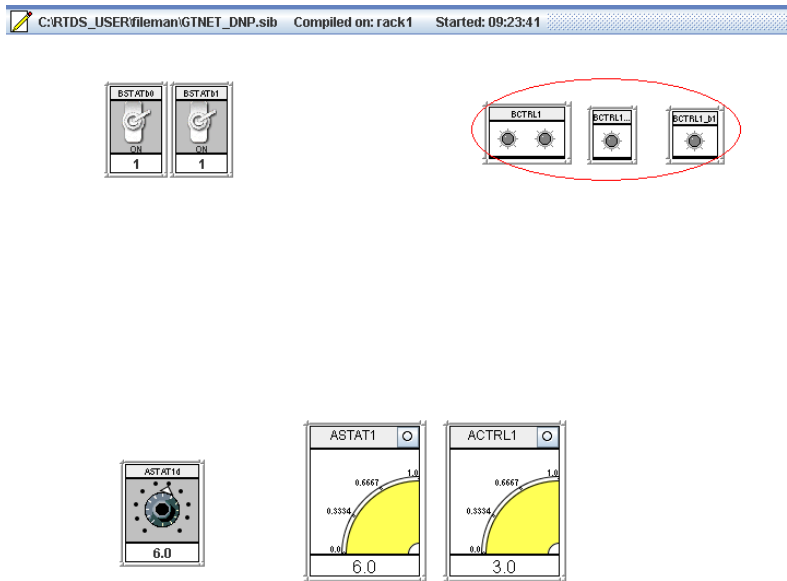 C:\RTDS_USER\fileman\GTNET_DNP.sib Compiled on: rack1 Started: 09:23:41
BSTATb0 BSTATb1
ON ON
1 1
BCTRL1 BCTRL1... BCTRL1_b1
ASTAT1d
6.0
ASTAT1
1.0
0.6667
0.3334
0.0
6.0
ACTRL1
1.0
0.6667
0.3334
0.0
3.0